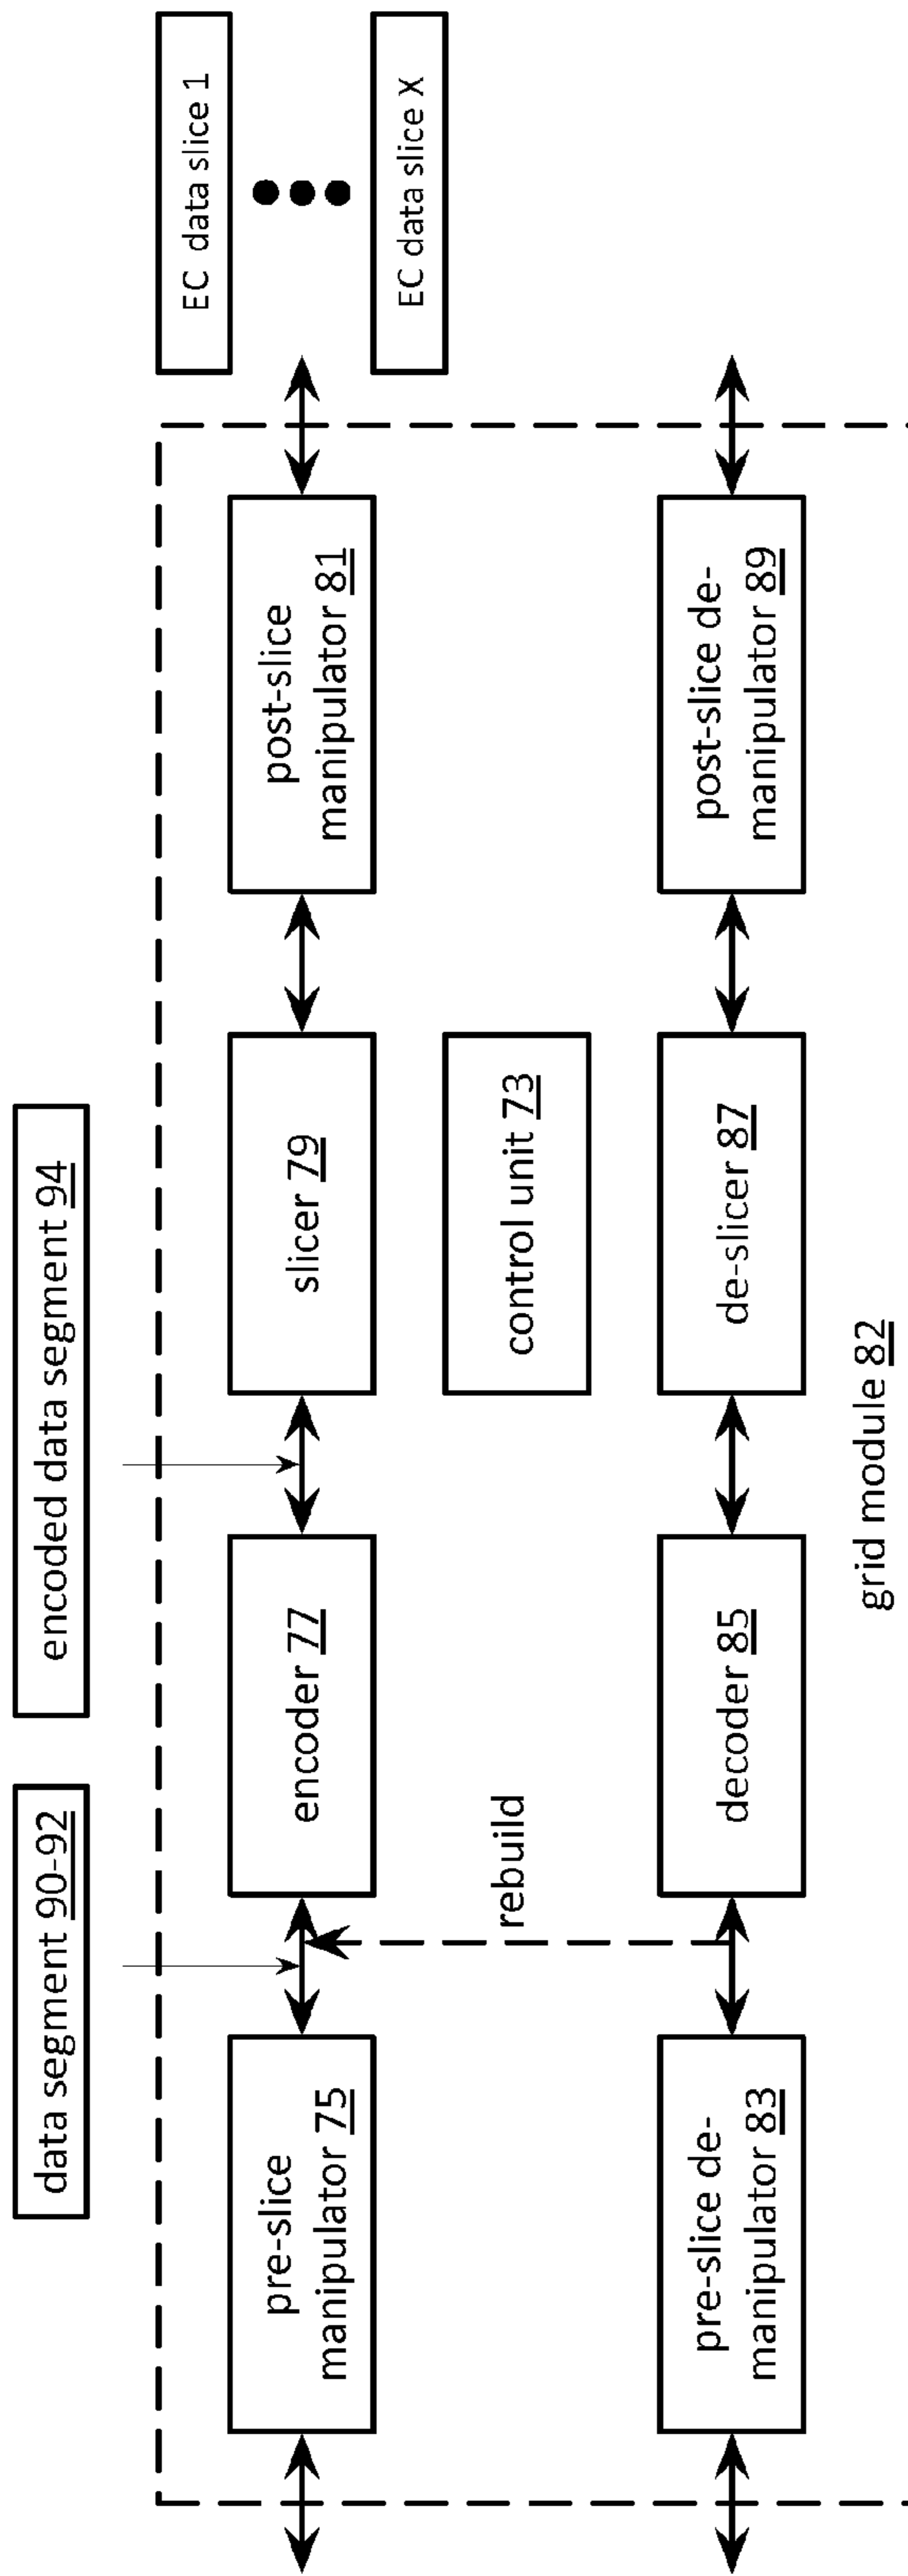 data segment 90-92
encoded data segment 94
EC data slice 1
EC data slice X
pre-slice
manipulator 75
encoder 77
slicer 79
post-slice
manipulator 81
rebuild
control unit 73
pre-slice de-
manipulator 83
decoder 85
de-slicer 87
post-slice de-
manipulator 89
grid module 82